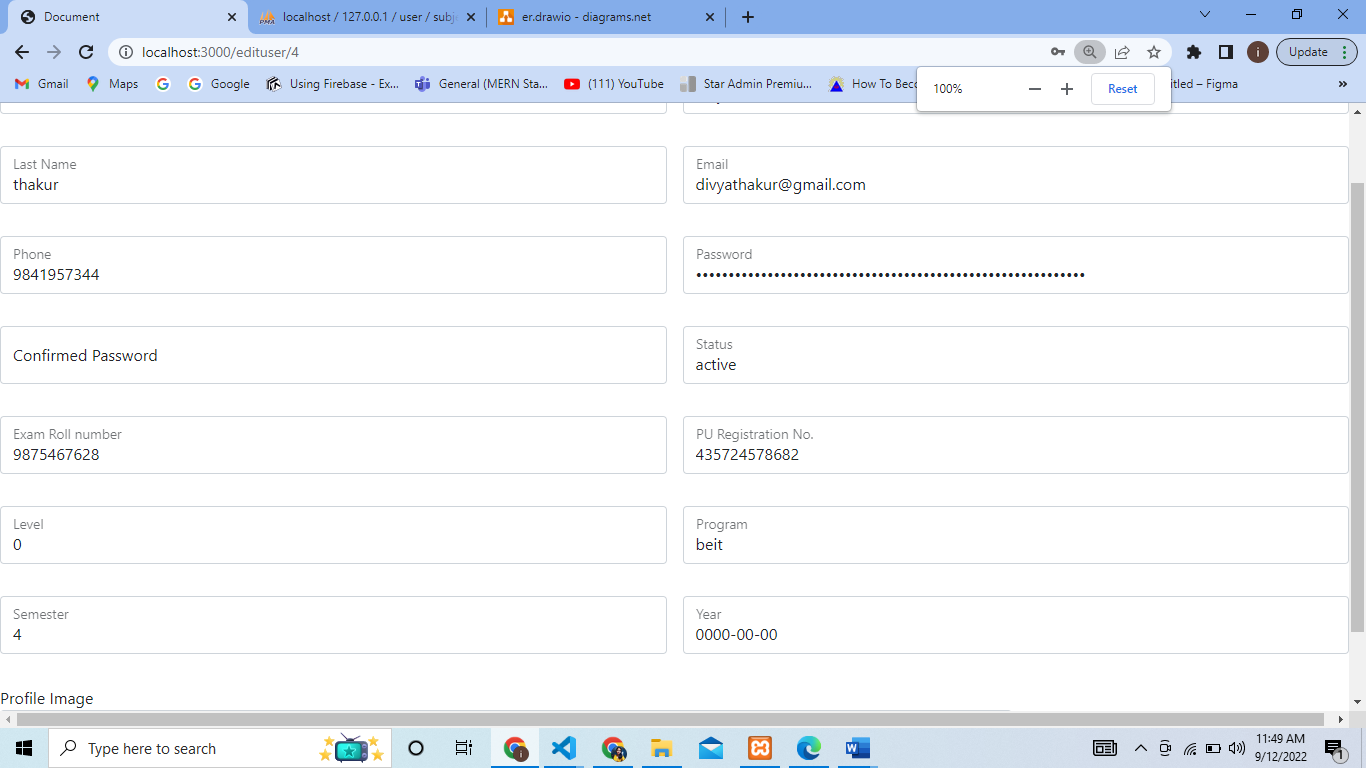 Document
localhost / 127.0.0.1 / user / subj
er.drawio - diagrams.net
localhost:3000/edituser/4
i
Update
Gmail
Maps
Google
Using Firebase - Ex...
General (MERN Sta...
(111) YouTube
Star Admin Premiu...
How To Bec
itled – Figma
»
100%
Reset
Last Name
thakur
Email
divyathakur@gmail.com
Phone
9841957344
Password
••••••••••••••••••••••••••••••••••••••••••••••••••••••••••••
Confirmed Password
Status
active
Exam Roll number
9875467628
PU Registration No.
435724578682
Level
0
Program
beit
Semester
4
Year
0000-00-00
Profile Image
Type here to search
11:49 AM
9/12/2022
1